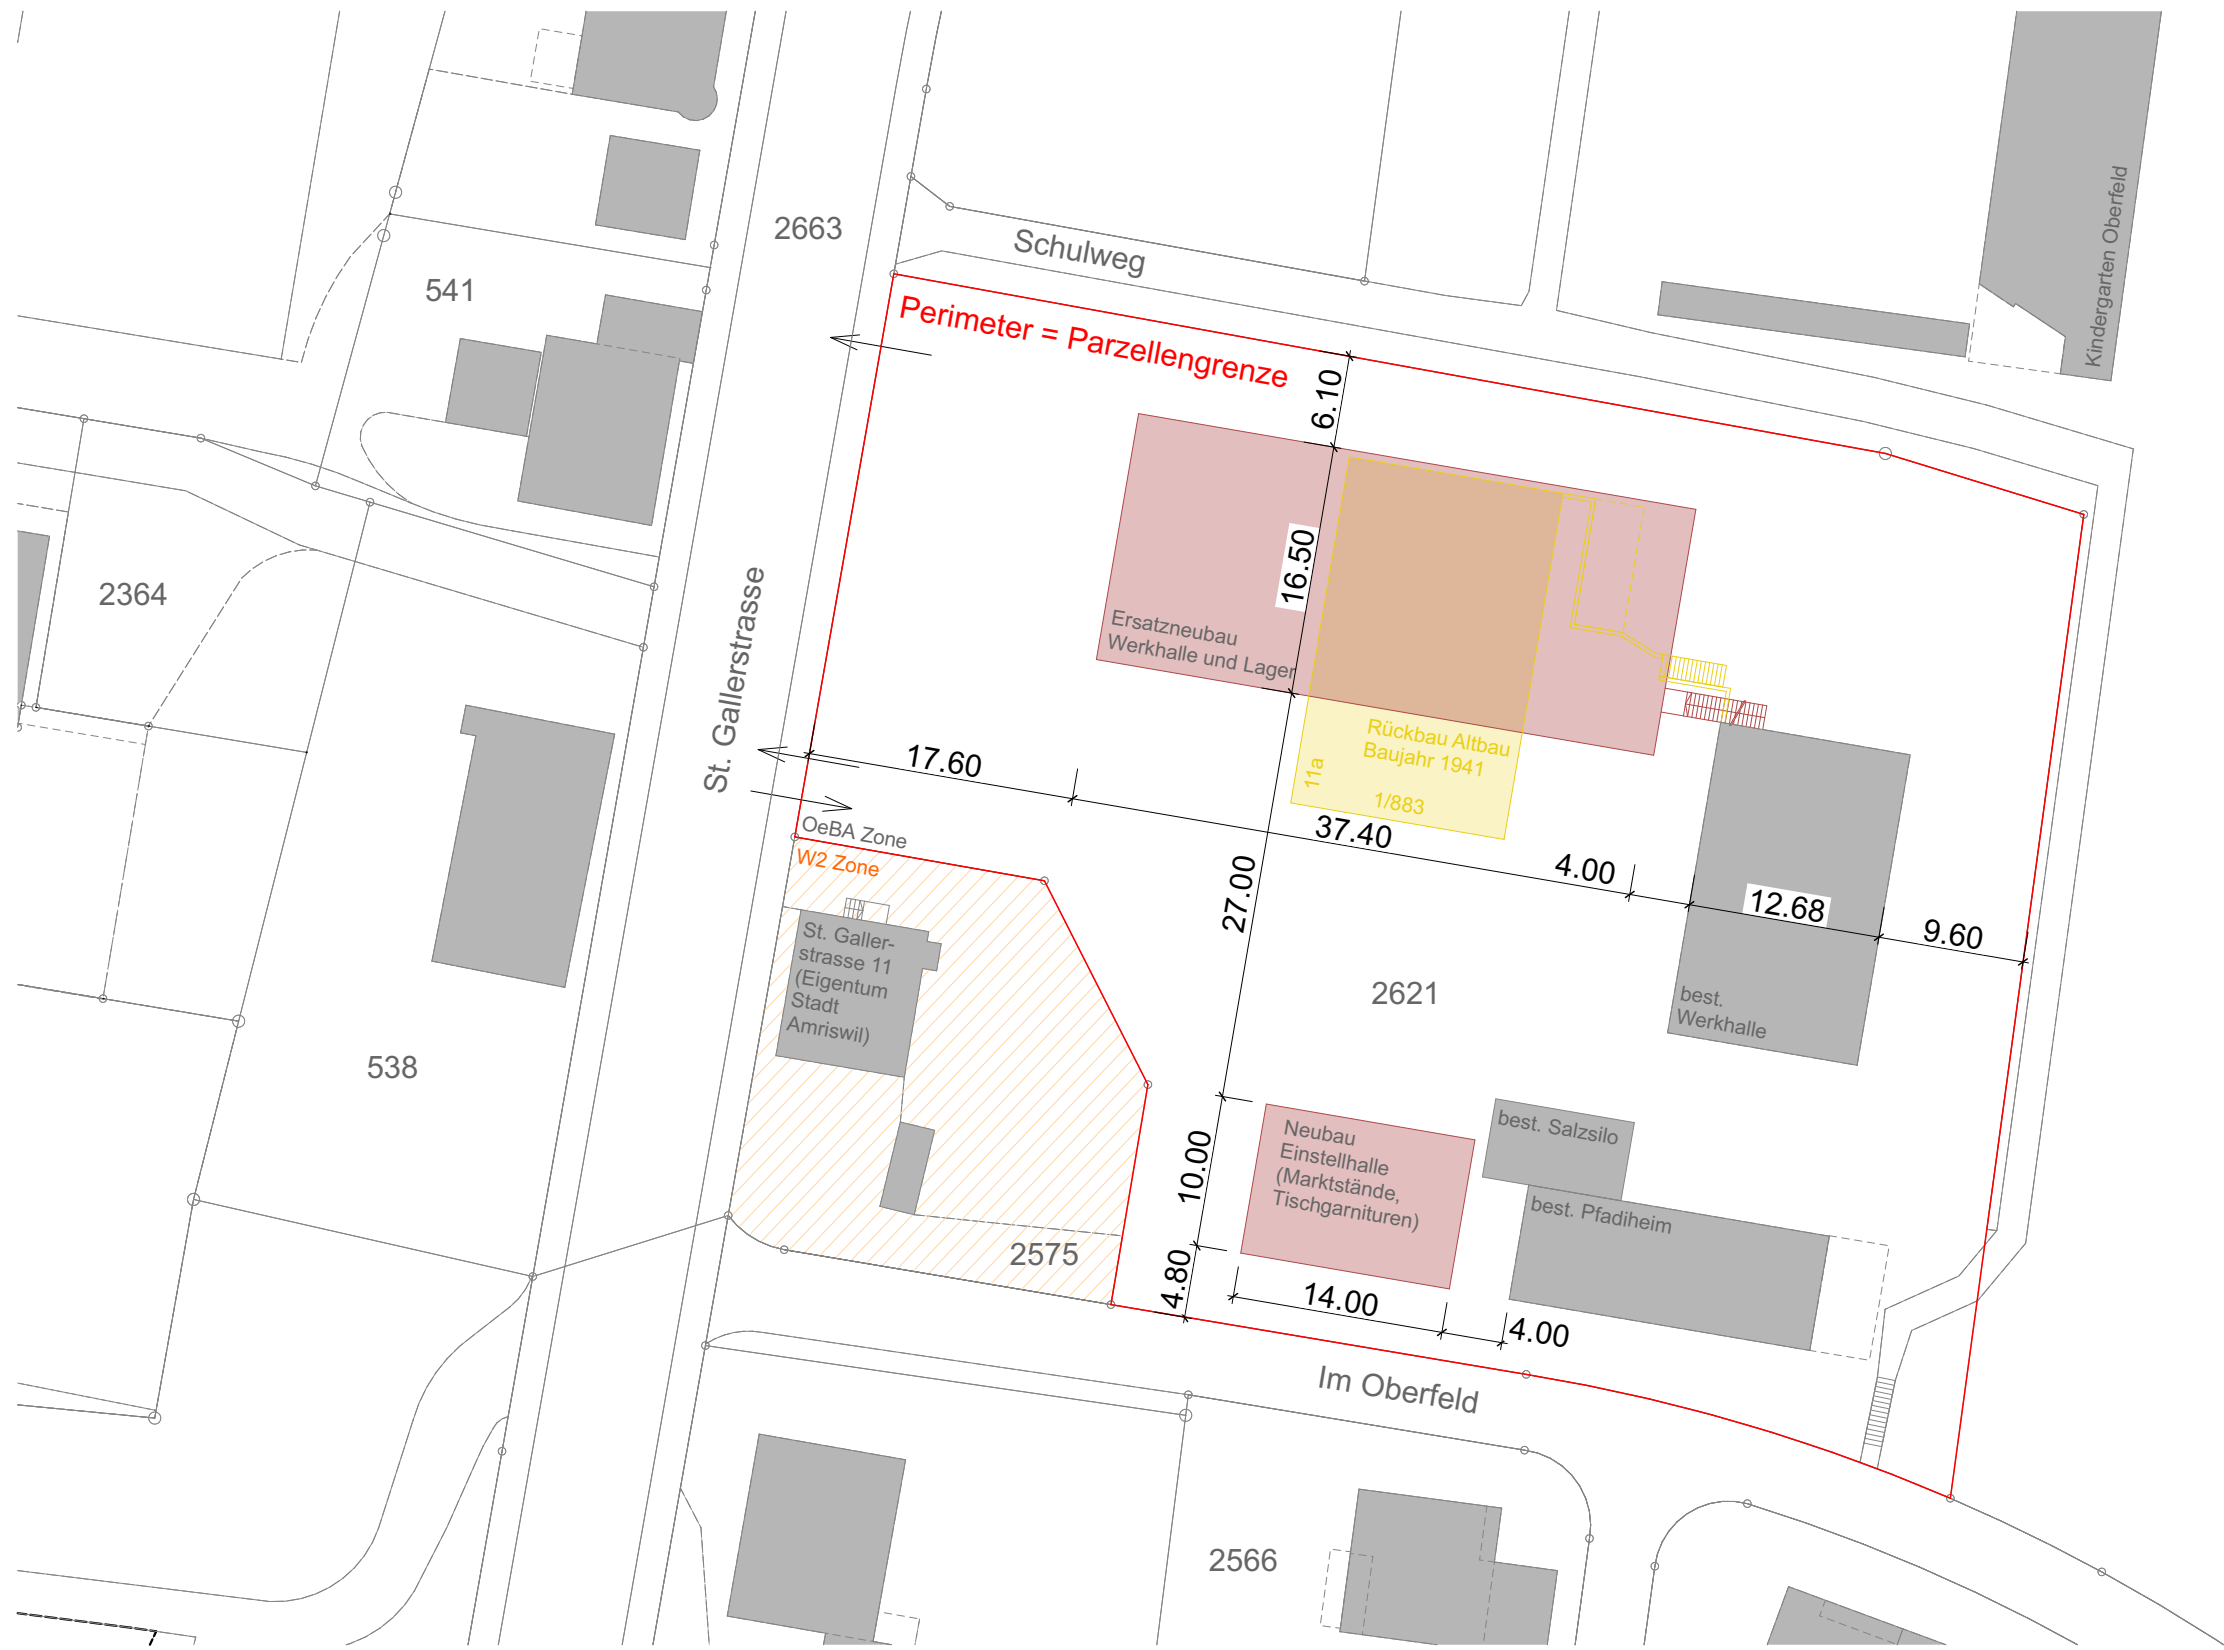 Kindergarten Oberfeld
2663
Schulweg
541
Perimeter = Parzellengrenze
6.10
16.50
2364
St. Gallerstrasse
Ersatzneubau
Werkhalle und Lager
Rückbau Altbau
Baujahr 1941
11a
1/883
17.60
37.40
4.00
12.68
9.60
OeBA Zone
W2 Zone
27.00
St. Galler-
strasse 11
(Eigentum
Stadt
Amriswil)
2621
best.
Werkhalle
538
best. Salzsilo
Neubau
Einstellhalle
(Marktstände,
Tischgarnituren)
10.00
best. Pfadiheim
2575
4.80
14.00
4.00
Im Oberfeld
2566